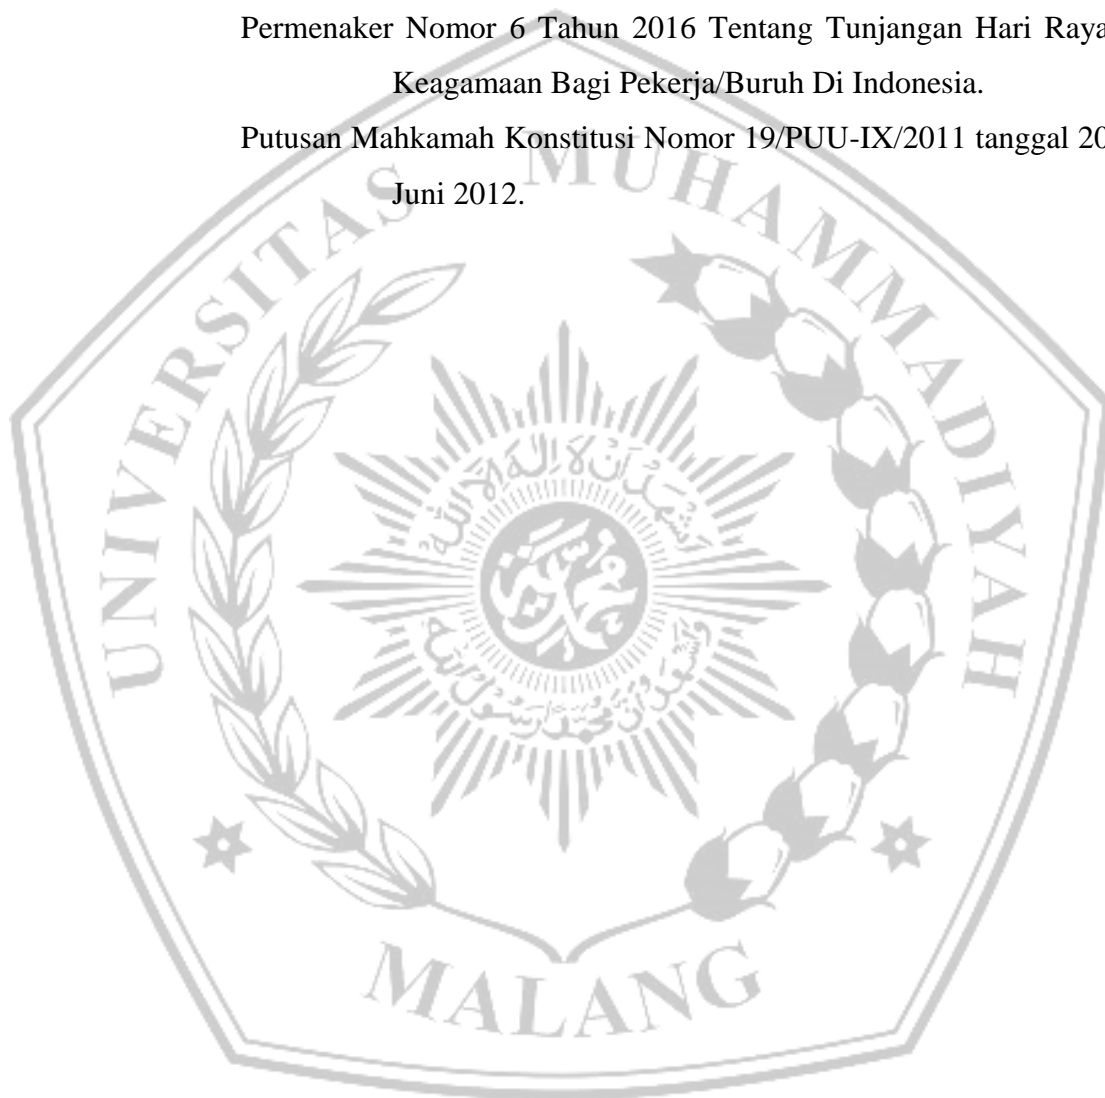 Permenaker Nomor 6 Tahun 2016 Tentang Tunjangan Hari Raya
Keagamaan Bagi Pekerja/Buruh Di Indonesia.
Putusan Mahkamah Konstitusi Nomor 19/PUU-IX/2011 tanggal 20
Juni 2012.
UNIVERSITAS MUHAMMADIYAH
MALANG